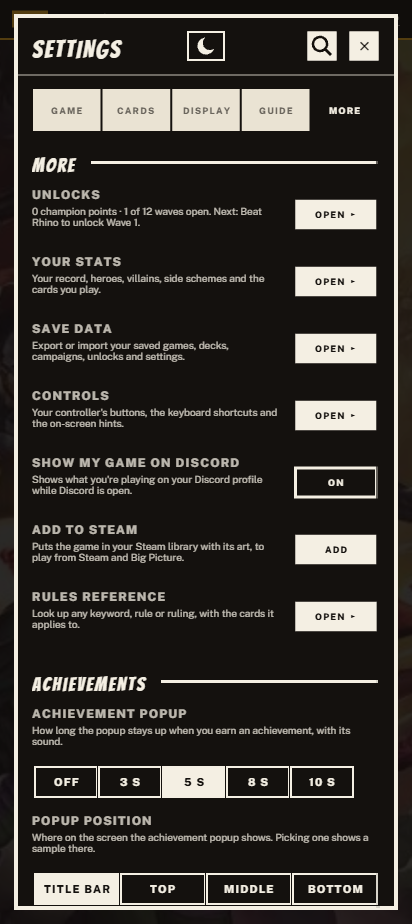 SETTINGS
×
GAME CARDS DISPLAY GUIDE MORE
MORE
UNLOCKS
0 champion points · 1 of 12 waves open. Next: Beat
Rhino to unlock Wave 1.
OPEN ►
YOUR STATS
Your record, heroes, villains, side schemes and the
cards you play.
OPEN ►
SAVE DATA
Export or import your saved games, decks,
campaigns, unlocks and settings.
OPEN ►
CONTROLS
Your controller's buttons, the keyboard shortcuts and
the on-screen hints.
OPEN ►
SHOW MY GAME ON DISCORD
Shows what you're playing on your Discord profile
while Discord is open.
ON
ADD TO STEAM
Puts the game in your Steam library with its art, to
play from Steam and Big Picture.
ADD
RULES REFERENCE
Look up any keyword, rule or ruling, with the cards it
applies to.
OPEN ►
ACHIEVEMENTS
ACHIEVEMENT POPUP
How long the popup stays up when you earn an achievement, with its
sound.
OFF 3 S 5 S 8 S 10 S
POPUP POSITION
Where on the screen the achievement popup shows. Picking one shows a
sample there.
TITLE BAR TOP MIDDLE BOTTOM